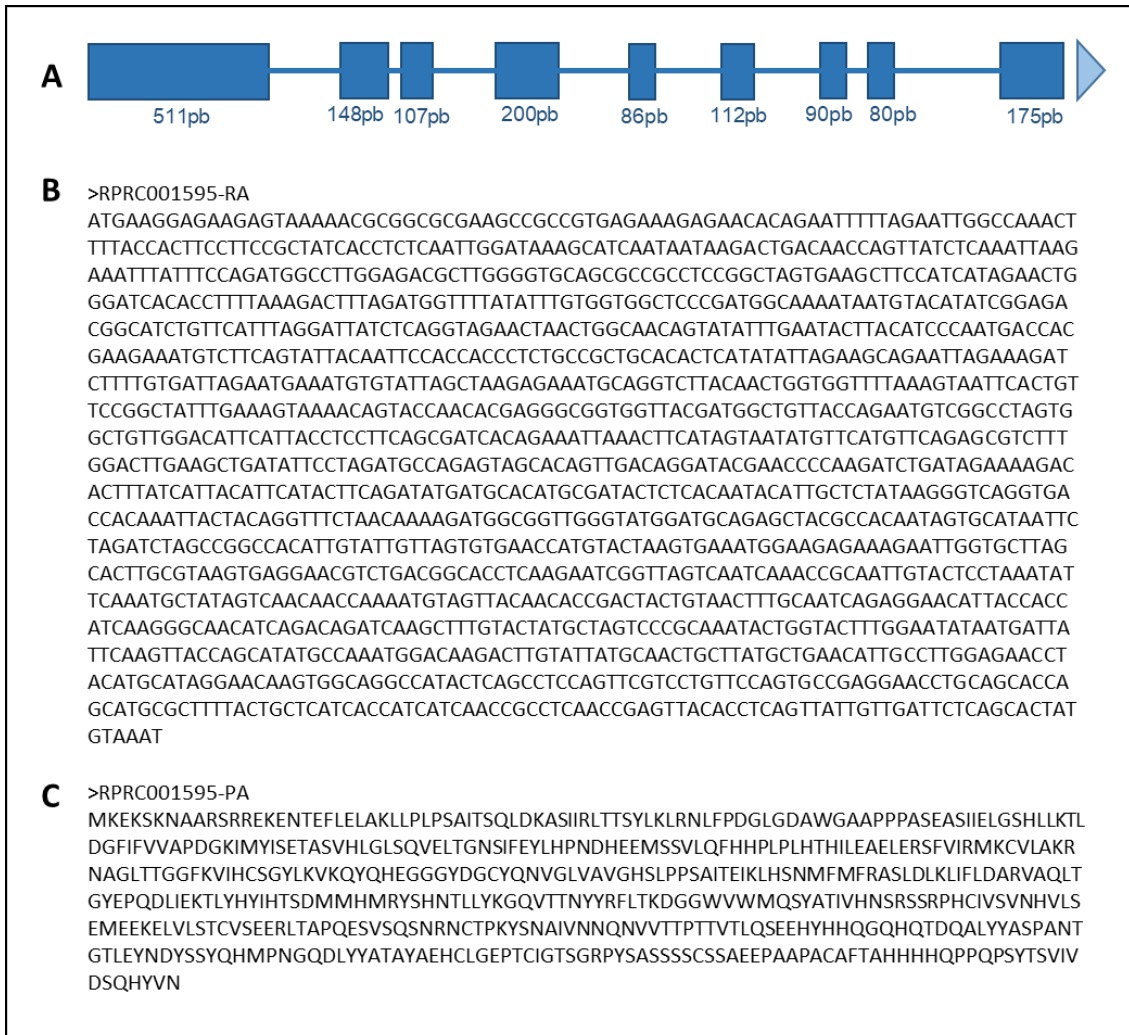 A
511pb 148pb 107pb 200pb 86pb 112pb 90pb 80pb 175pb
B
>RPRC001595-RA
ATGAAGGAGAAGAGTAAAAACGCGGCGCGAAGCCGCCGTGAGAAAGAGAACACAGAATTTTTAGAATTGGCCAAACT
TTTACCACTTCCTTCCGCTATCACCTCTCAATTGGATAAAGCATCAATAATAAGACTGACAACCAGTTATCTCAAATTAAG
AAATTTATTTCCAGATGGCCTTGGAGACGCTTGGGGTGCAGCGCCGCCTCCGGCTAGTGAAGCTTCCATCATAGAACTG
GGATCACACCTTTTAAAGACTTTAGATGGTTTTATATTTGTGGTGGCTCCCGATGGCAAAATAATGTACATATCGGAGA
CGGCATCTGTTCATTTAGGATTATCTCAGGTAGAACTAACTGGCAACAGTATATTTGAATACTTACATCCCAATGACCAC
GAAGAAATGTCTTCAGTATTACAATTCCACCACCCTCTGCCGCTGCACACTCATATATTAGAAGCAGAATTAGAAAGAT
CTTTTGTGATTAGAATGAAATGTGTATTAGCTAAGAGAAATGCAGGTCTTACAACTGGTGGTTTTAAAGTAATTCACTGT
TCCGGCTATTTGAAAGTAAAACAGTACCAACACGAGGGCGGTGGTTACGATGGCTGTTACCAGAATGTCGGCCTAGTG
GCTGTTGGACATTCATTACCTCCTTCAGCGATCACAGAAATTAAACTTCATAGTAATATGTTCATGTTCAGAGCGTCTTT
GGACTTGAAGCTGATATTCCTAGATGCCAGAGTAGCACAGTTGACAGGATACGAACCCCAAGATCTGATAGAAAAGAC
ACTTTATCATTACATTCATACTTCAGATATGATGCACATGCGATACTCTCACAATACATTGCTCTATAAGGGTCAGGTGA
CCACAAATTACTACAGGTTTCTAACAAAAGATGGCGGTTGGGTATGGATGCAGAGCTACGCCACAATAGTGCATAATTC
TAGATCTAGCCGGCCACATTGTATTGTTAGTGTGAACCATGTACTAAGTGAAATGGAAGAGAAAGAATTGGTGCTTAG
CACTTGCGTAAGTGAGGAACGTCTGACGGCACCTCAAGAATCGGTTAGTCAATCAAACCGCAATTGTACTCCTAAATAT
TCAAATGCTATAGTCAACAACCAAAATGTAGTTACAACACCGACTACTGTAACTTTGCAATCAGAGGAACATTACCACC
ATCAAGGGCAACATCAGACAGATCAAGCTTTGTACTATGCTAGTCCCGCAAATACTGGTACTTTGGAATATAATGATTA
TTCAAGTTACCAGCATATGCCAAATGGACAAGACTTGTATTATGCAACTGCTTATGCTGAACATTGCCTTGGAGAACCT
ACATGCATAGGAACAAGTGGCAGGCCATACTCAGCCTCCAGTTCGTCCTGTTCCAGTGCCGAGGAACCTGCAGCACCA
GCATGCGCTTTTACTGCTCATCACCATCATCAACCGCCTCAACCGAGTTACACCTCAGTTATTGTTGATTCTCAGCACTAT
GTAAAT
C
>RPRC001595-PA
MKEKSKNAARSRREKENTEFLELAKLLPLPSAITSQLDKASIIRLTTSYLKLRNLFPDGLGDAWGAAPPPASEASIIELGSHLLKTL
DGFIFVVAPDGKIMYISETASVHLGLSQVELTGNSIFEYLHPNDHEEMSSVLQFHHPLPLHTHILEAELERSFVIRMKCVLAKR
NAGLTTGGFKVIHCSGYLKVKQYQHEGGGYDGCYQNVGLVAVGHSLPPSAITEIKLHSNMFMFRASLDLKLIFLDARVAQLT
GYEPQDLIEKTLYHYIHTSDMMHMRYSHNTLLYKGQVTTNYYRFLTKDGGWVWMQSYATIVHNSRSSRPHCIVSVNHVLS
EMEEKELVLSTCVSEERLTAPQESVSQSNRNCTPKYSNAIVNNQNVVTTPTTVTLQSEEHYHHQGQHQTDQALYYASPANT
GTLEYNDYSSYQHMPNGQDLYYATAYAEHCLGEPTCIGTSGRPYSASSSSCSSAEEPAAPACAFTAHHHHQPPQPSYTSVIV
DSQHYVN